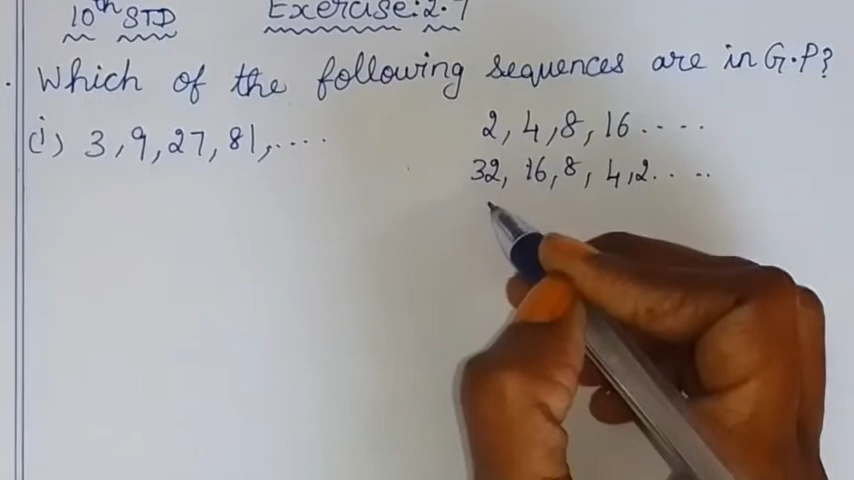 10th STD Exercise: 2.7
Which of the following sequences are in G.P?
(i) 3, 9, 27, 81, ....
2, 4, 8, 16 ....
32, 16, 8, 4, 2 ....